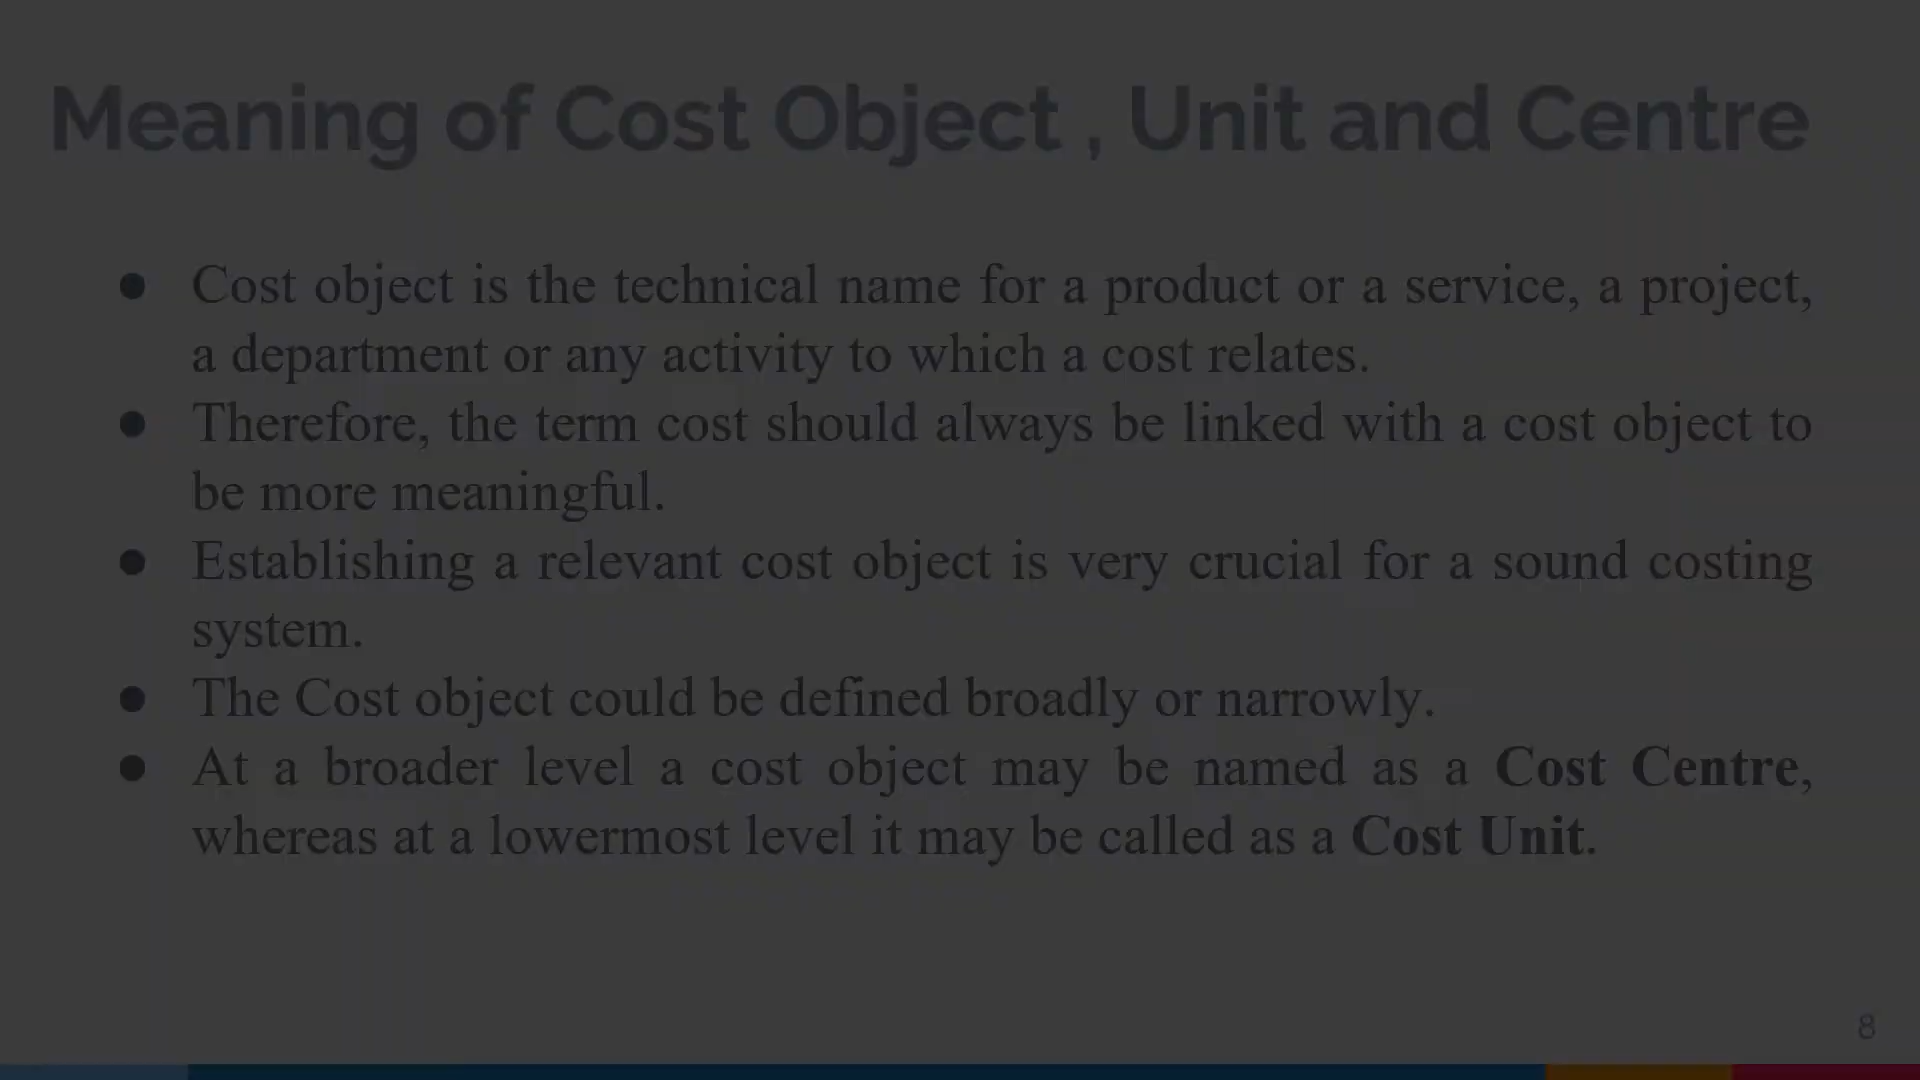 Meaning of Cost Object , Unit and Centre
● Cost object is the technical name for a product or a service, a project,
a department or any activity to which a cost relates.
● Therefore, the term cost should always be linked with a cost object to
be more meaningful.
● Establishing a relevant cost object is very crucial for a sound costing
system.
● The Cost object could be defined broadly or narrowly.
● At a broader level a cost object may be named as a Cost Centre,
whereas at a lowermost level it may be called as a Cost Unit.
8